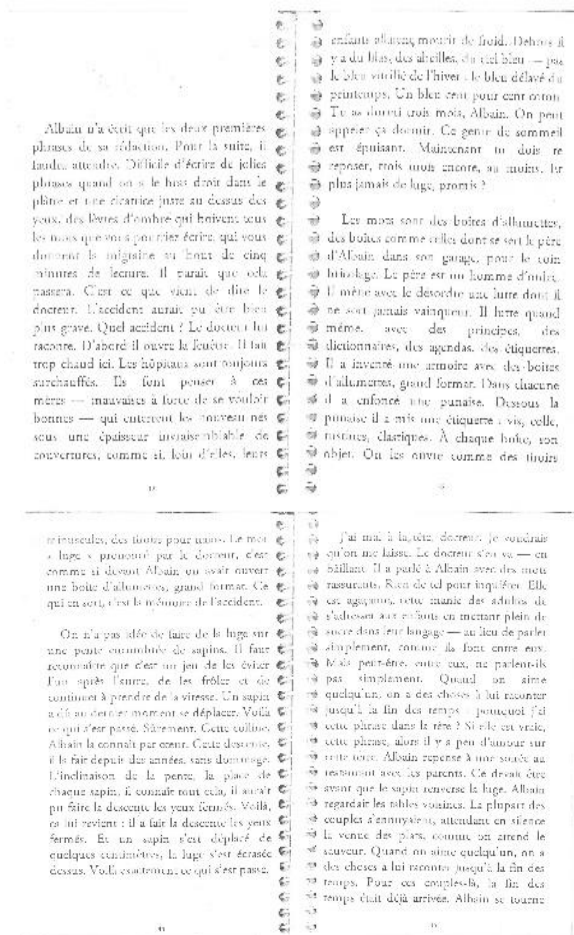 Albain n'a écrit que les deux premières
phrases de sa rédaction. Pour la suite, il
faudra attendre. Difficile d'écrire de jolies
phrases quand on a le bras droit dans le
plâtre et une cicatrice juste au dessus des
yeux, des lèvres d'ombre qui boivent tous
les mots que vous pourriez écrire, qui vous
donnent la migraine au bout de cinq
minutes de lecture. Il paraît que cela
passera. C'est ce que vient de dire le
docteur. L'accident aurait pu être bien
plus grave. Quel accident ? Le docteur lui
raconte. D'abord il ouvre la fenêtre. Il fait
trop chaud ici. Les hôpitaux sont toujours
surchauffés. Ils font penser à ces
mères — mauvaises à force de se vouloir
bonnes — qui enterrent les nouveau-nés
sous une épaisseur invraisemblable de
couvertures, comme si, loin d'elles, leurs
enfants allaient mourir de froid. Dehors il
y a du lilas, des abeilles, du ciel bleu — pas
le bleu vitrifié de l'hiver : le bleu délavé du
printemps. Un bleu cent pour cent coton.
Tu as dormi trois mois, Albain. On peut
appeler ça dormir. Ce genre de sommeil
est épuisant. Maintenant tu dois te
reposer, trois mois encore, au moins. Et
plus jamais de luge, promis ?
Les mots sont des boîtes d'allumettes,
des boîtes comme celles dont se sert le père
d'Albain dans son garage, pour le coin
bricolage. Le père est un homme d'ordre.
Il mène avec le désordre une lutte dont il
ne sort jamais vainqueur. Il lutte quand
même, avec des principes, des
dictionnaires, des agendas, des étiquettes.
Il a inventé une armoire avec des boîtes
d'allumettes, grand format. Dans chacune
il a enfoncé une punaise. Dessous la
punaise il a mis une étiquette : vis, colle,
rustines, élastiques. À chaque boîte, son
objet. On les ouvre comme des tiroirs
minuscules, des tiroirs pour nains. Le mot
« luge » prononcé par le docteur, c'est
comme si devant Albain on avait ouvert
une boîte d'allumettes, grand format. Ce
qui en sort, c'est la mémoire de l'accident.
On n'a pas idée de faire de la luge sur
une pente encombrée de sapins. Il faut
reconnaître que c'est un jeu de les éviter
l'un après l'autre, de les frôler et de
continuer à prendre de la vitesse. Un sapin
a dû au dernier moment se déplacer. Voilà
ce qui s'est passé. Sûrement. Cette colline,
Albain la connaît par cœur. Cette descente,
il la fait depuis des années, sans dommage.
L'inclinaison de la pente, la place de
chaque sapin, il connaît tout cela, il aurait
pu faire la descente les yeux fermés. Voilà,
ça lui revient : il a fait la descente les yeux
fermés. Et un sapin s'est déplacé de
quelques centimètres, la luge s'est écrasée
dessus. Voilà exactement ce qui s'est passé.
J'ai mal à la tête, docteur. Je voudrais
qu'on me laisse. Le docteur s'en va — en
bâillant. Il a parlé à Albain avec des mots
rassurants. Rien de tel pour inquiéter. Elle
est agaçante, cette manie des adultes de
s'adresser aux enfants en mettant plein de
sucre dans leur langage — au lieu de parler
simplement, comme ils font entre eux.
Mais peut-être, entre eux, ne parlent-ils
pas simplement. Quand on aime
quelqu'un, on a des choses à lui raconter
jusqu'à la fin des temps : pourquoi j'ai
cette phrase dans la tête ? Si elle est vraie,
cette phrase, alors il y a peu d'amour sur
cette terre. Albain repense à une soirée au
restaurant avec les parents. Ce devait être
avant que le sapin renverse la luge. Albain
regardait les tables voisines. La plupart des
couples s'ennuyaient, attendant en silence
la venue des plats, comme on attend le
sauveur. Quand on aime quelqu'un, on a
des choses à lui raconter jusqu'à la fin des
temps. Pour ces couples-là, la fin des
temps était déjà arrivée. Albain se tourne